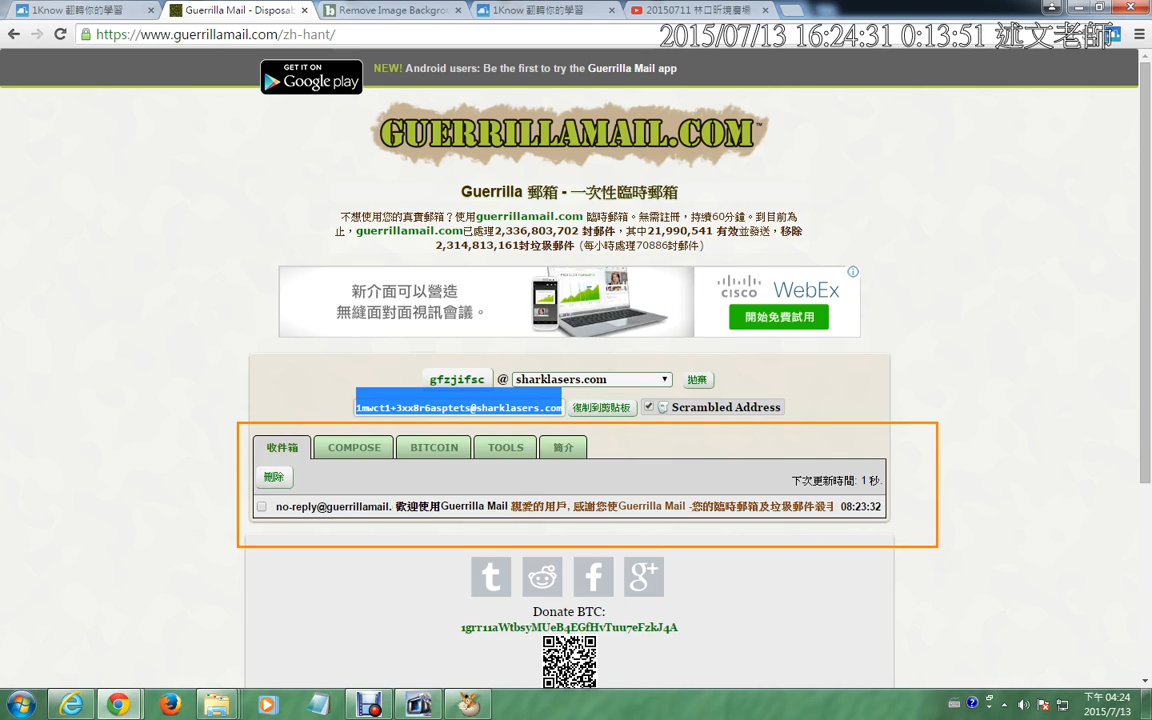 1Know 翻轉你的學習
Guerrilla Mail - Disposab
Remove Image Backgrou
1Know 翻轉你的學習
20150711 林口昕境廣場
https://www.guerrillamail.com/zh-hant/
2015/07/13 16:24:31 0:13:51 述文老師
GET IT ON
Google play
NEW! Android users: Be the first to try the Guerrilla Mail app
GUERRILLAMAIL.COM™
Guerrilla 郵箱 - 一次性臨時郵箱
不想使用您的真實郵箱？使用guerrillamail.com 臨時郵箱。無需註冊，持續60分鐘。到目前為
止，guerrillamail.com已處理2,336,803,702 封郵件，其中21,990,541 有效並發送，移除
2,314,813,161封垃圾郵件 (每小時處理70886封郵件)
新介面可以營造
無縫面對面視訊會議。
CISCO WebEx
開始免費試用
gfzjifsc @ sharklasers.com 拋棄
1mwct1+3xx8r6asptets@sharklasers.com 復制到剪貼板 Scrambled Address
收件箱 COMPOSE BITCOIN TOOLS 簡介
刪除
下次更新時間: 1 秒.
no-reply@guerrillamail. 歡迎使用Guerrilla Mail 親愛的用戶, 感謝您使Guerrilla Mail -您的臨時郵箱及垃圾郵件殺手 08:23:32
Donate BTC:
1grr11aWtbsyMUeB4EGfHvTuu7eFzkJ4A
下午 04:24
2015/7/13